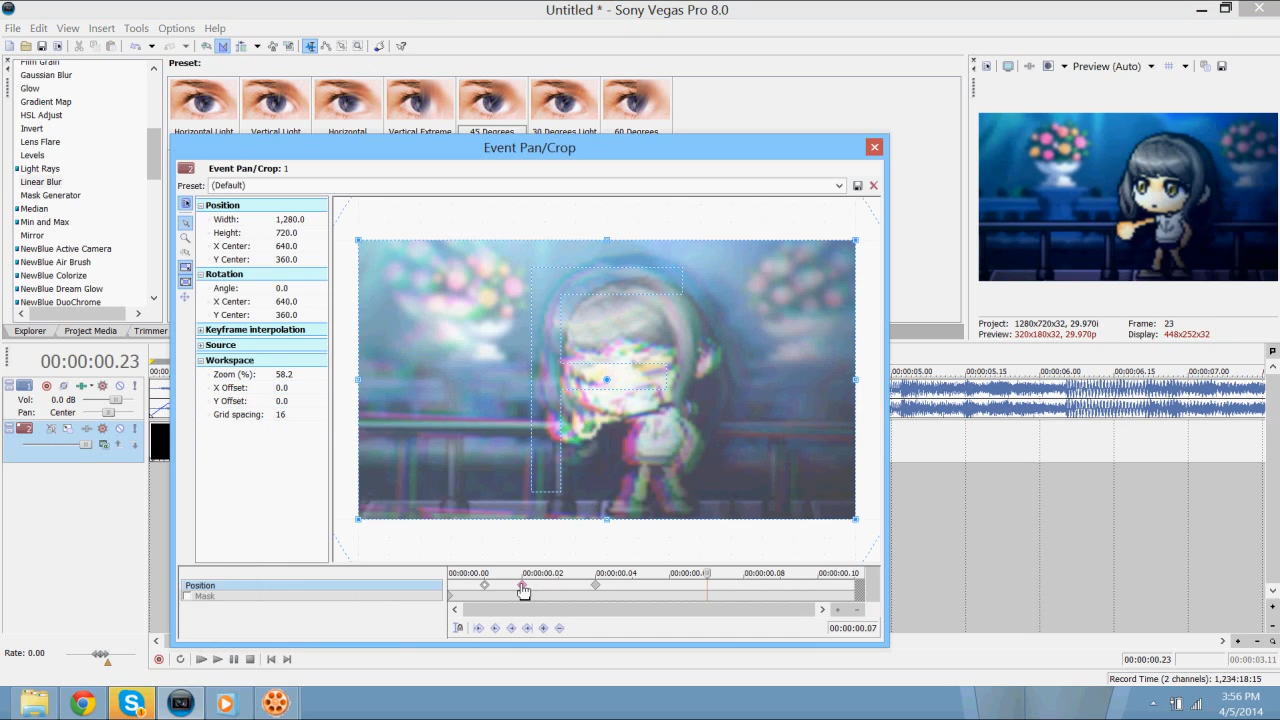 Untitled * - Sony Vegas Pro 8.0
File Edit View Insert Tools Options Help
Film Grain
Gaussian Blur
Glow
Gradient Map
HSL Adjust
Invert
Lens Flare
Levels
Light Rays
Linear Blur
Mask Generator
Median
Min and Max
Mirror
NewBlue Active Camera
NewBlue Air Brush
NewBlue Colorize
NewBlue Dream Glow
NewBlue DuoChrome
Explorer Project Media Trimmer
Preset:
Horizontal Light Vertical Light Horizontal Vertical Extreme 45 Degrees 30 Degrees Light 60 Degrees
Preview (Auto)
Project: 1280x720x32, 29.970i Frame: 23
Preview: 320x180x32, 29.970p Display: 448x252x32
Event Pan/Crop
2 Event Pan/Crop: 1
Preset: (Default)
Position
Width: 1,280.0
Height: 720.0
X Center: 640.0
Y Center: 360.0
Rotation
Angle: 0.0
X Center: 640.0
Y Center: 360.0
Keyframe interpolation
Source
Workspace
Zoom (%): 58.2
X Offset: 0.0
Y Offset: 0.0
Grid spacing: 16
00:00:00.00 00:00:00.02 00:00:00.04 00:00:00.08 00:00:00.10
Position
Mask
00:00:00.07
00:00:00.23
1
Vol: 0.0 dB
Pan: Center
2
00:00:05.00 00:00:05.15 00:00:06.00 00:00:06.15 00:00:07.00
Rate: 0.00
00:00:00.23 00:00:03.11
Record Time (2 channels): 1,234:18:15
3:56 PM
4/5/2014